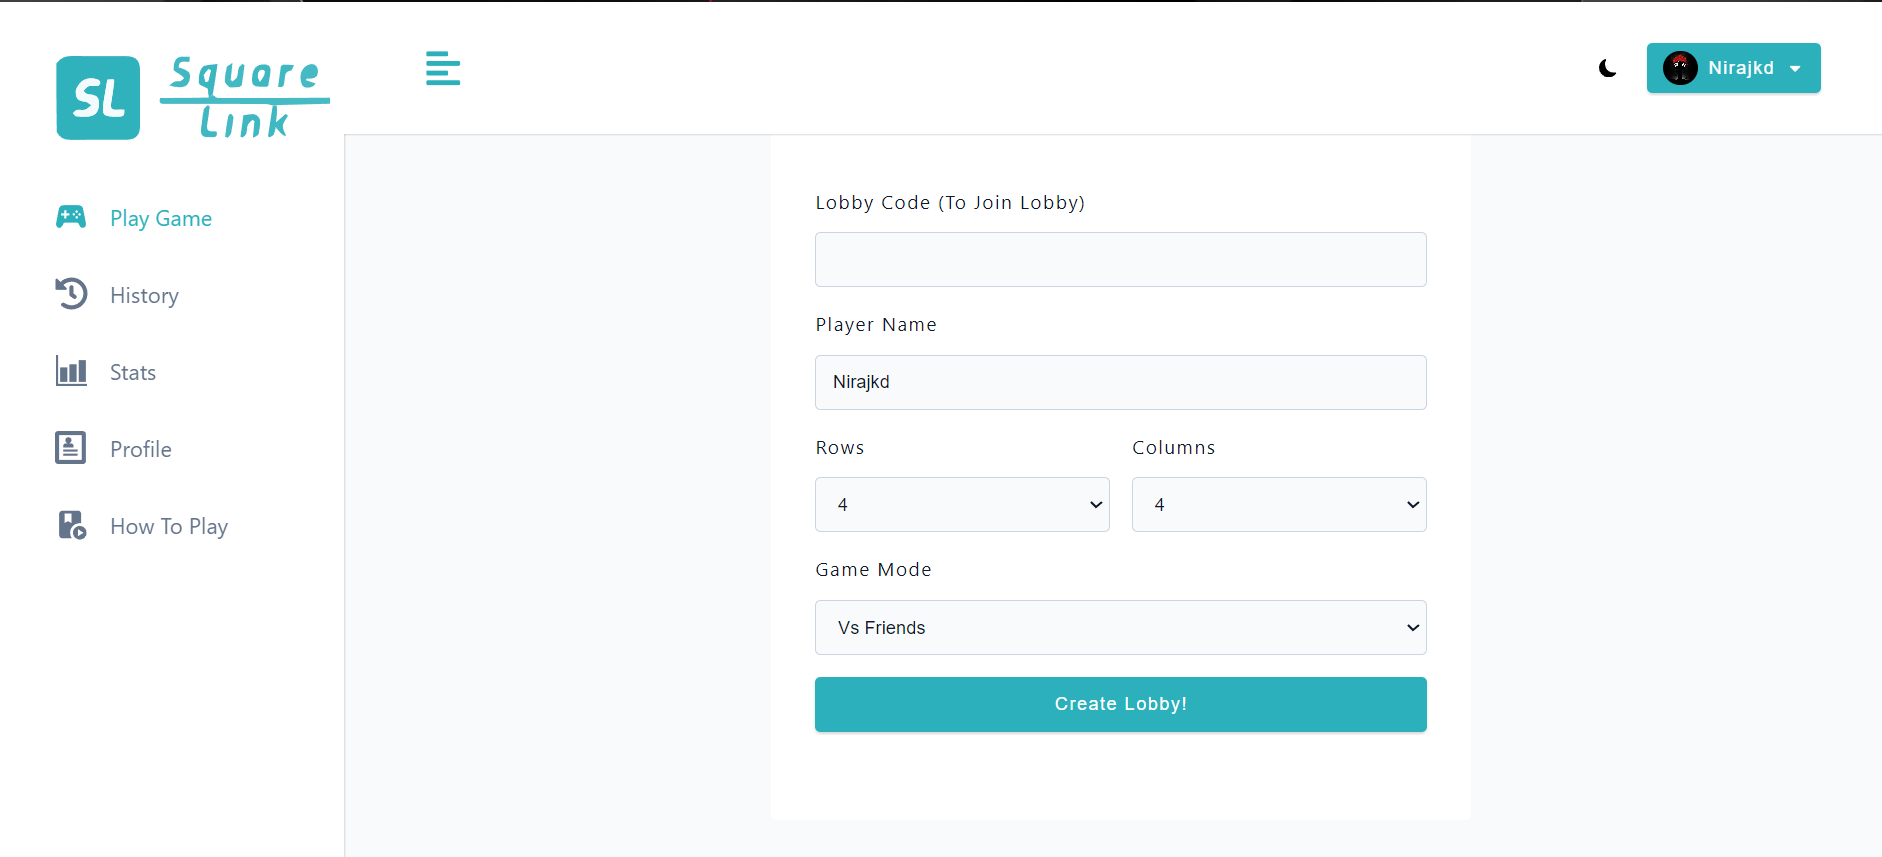 SL
Square
Link
Nirajkd
Play Game
History
Stats
Profile
How To Play
Lobby Code (To Join Lobby)
Player Name
Nirajkd
Rows Columns
4 4
Game Mode
Vs Friends
Create Lobby!